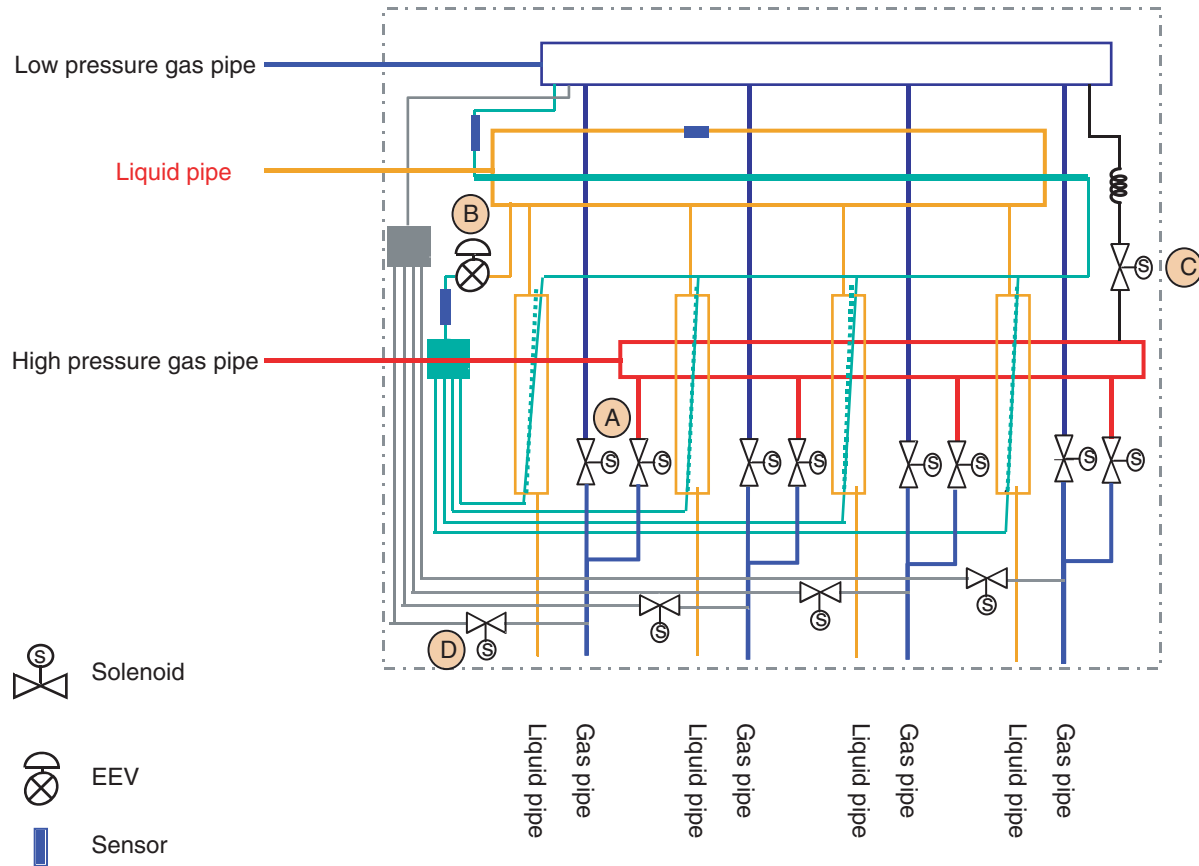 Low pressure gas pipe
Liquid pipe
B
S
C
High pressure gas pipe
A
S
S
S
S
S
S
S
S
S
S
S
D
S
S
Solenoid
EEV
Sensor
Liquid pipe
Gas pipe
Liquid pipe
Gas pipe
Liquid pipe
Gas pipe
Liquid pipe
Gas pipe